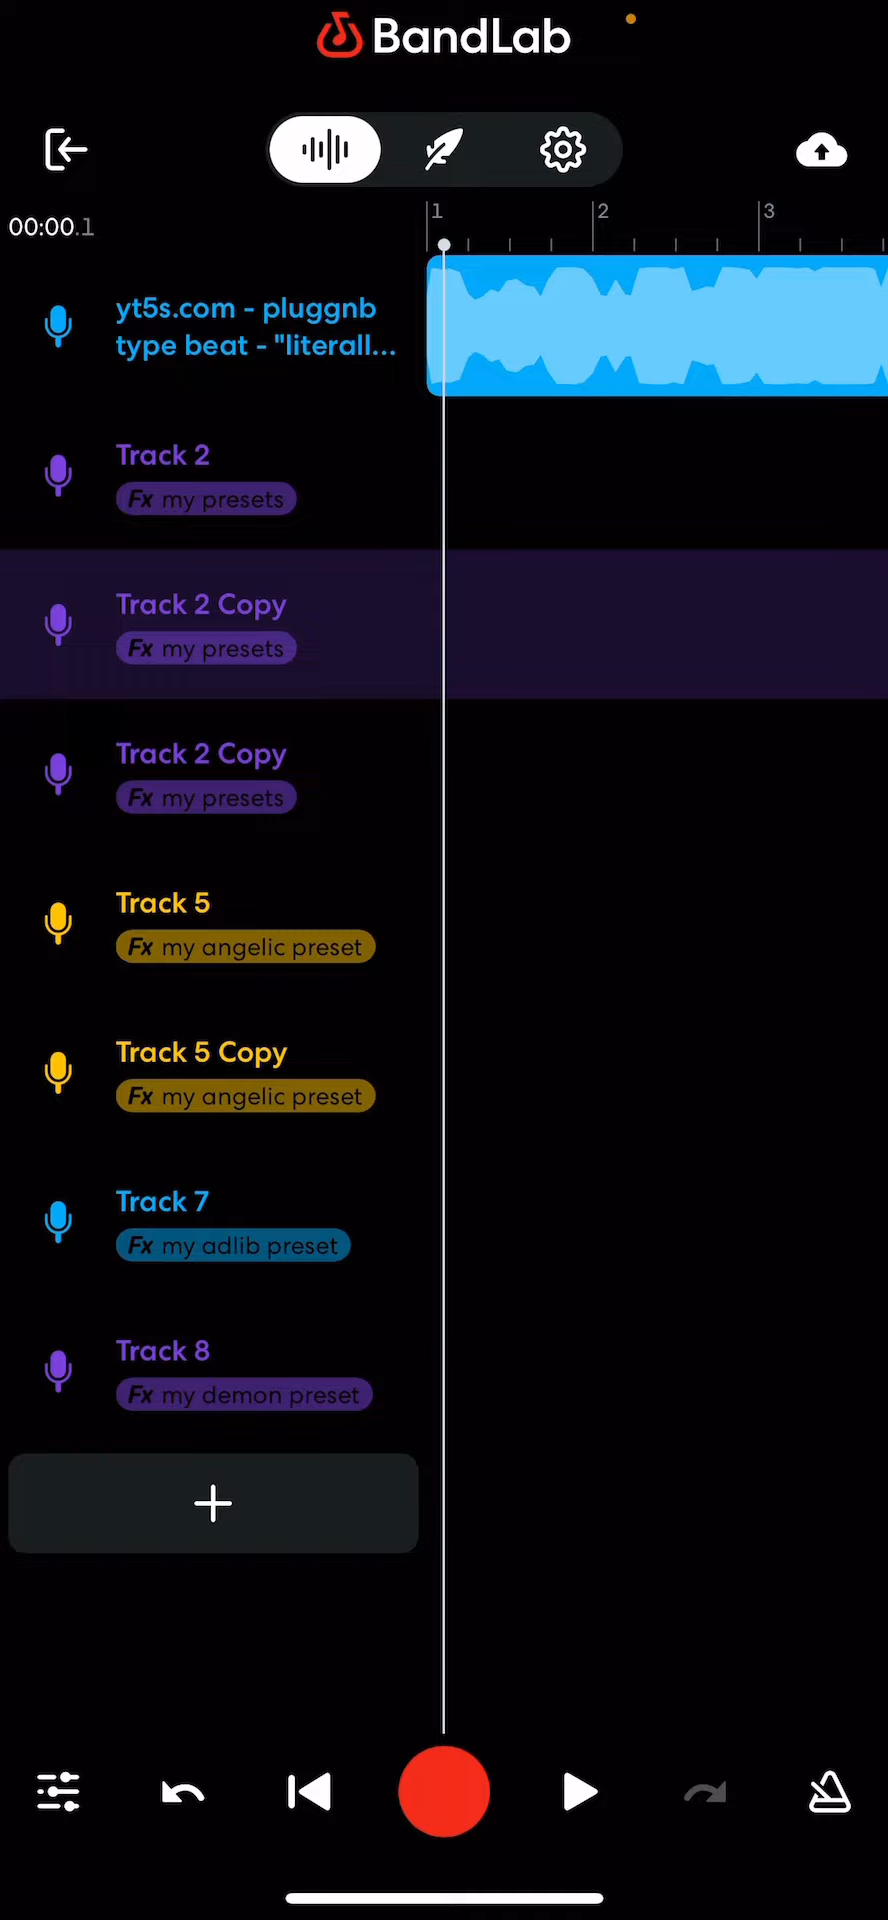 BandLab
00:00.1
1 2 3
yt5s.com - pluggnb
type beat - "literall...
Track 2
Fx my presets
Track 2 Copy
Fx my presets
Track 2 Copy
Fx my presets
Track 5
Fx my angelic preset
Track 5 Copy
Fx my angelic preset
Track 7
Fx my adlib preset
Track 8
Fx my demon preset